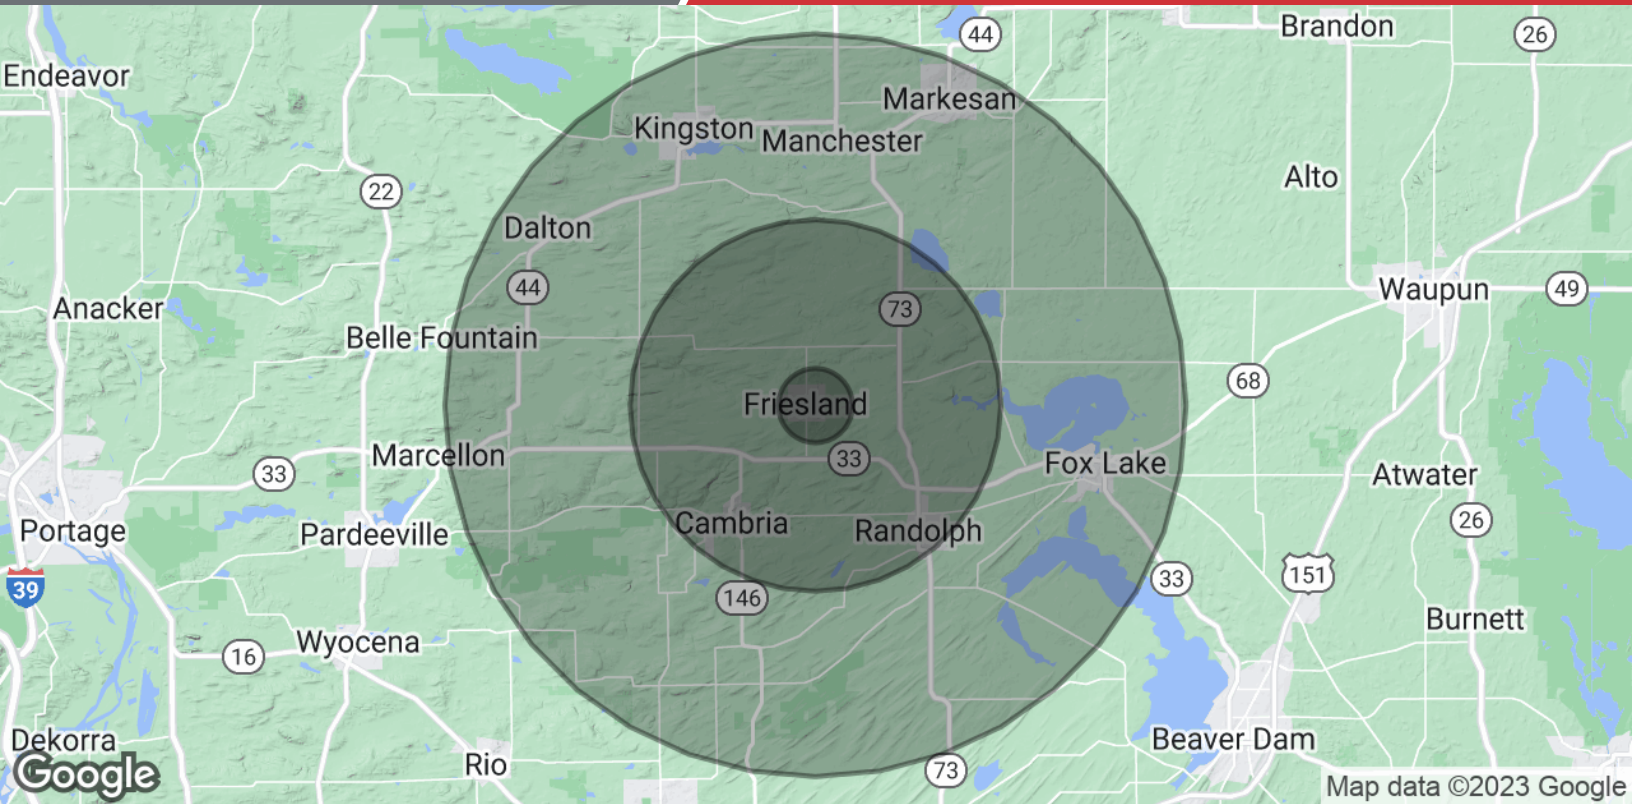 44
Brandon
26
Endeavor
Markesan
Kingston
Manchester
Alto
22
Dalton
44
Waupun
49
Anacker
73
Belle Fountain
68
Friesland
Marcellon
33
Fox Lake
33
Atwater
Portage
Pardeeville
Cambria
Randolph
26
39
146
33
151
Burnett
Wyocena
16
Dekorra
Rio
Beaver Dam
73
Google
Map data ©2023 Google